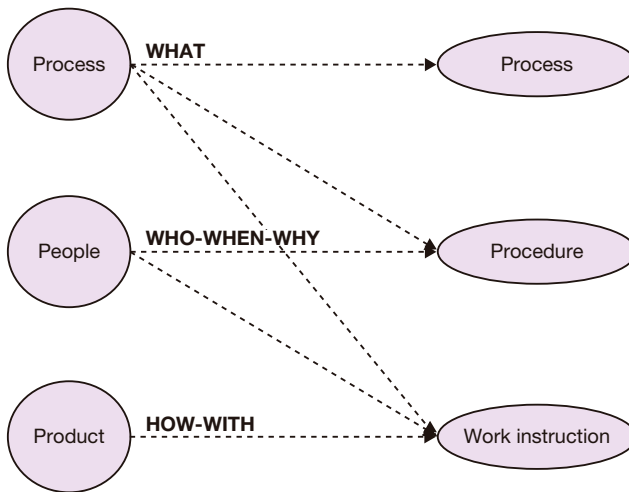 Process
WHAT
Process
People
WHO-WHEN-WHY
Procedure
Product
HOW-WITH
Work instruction